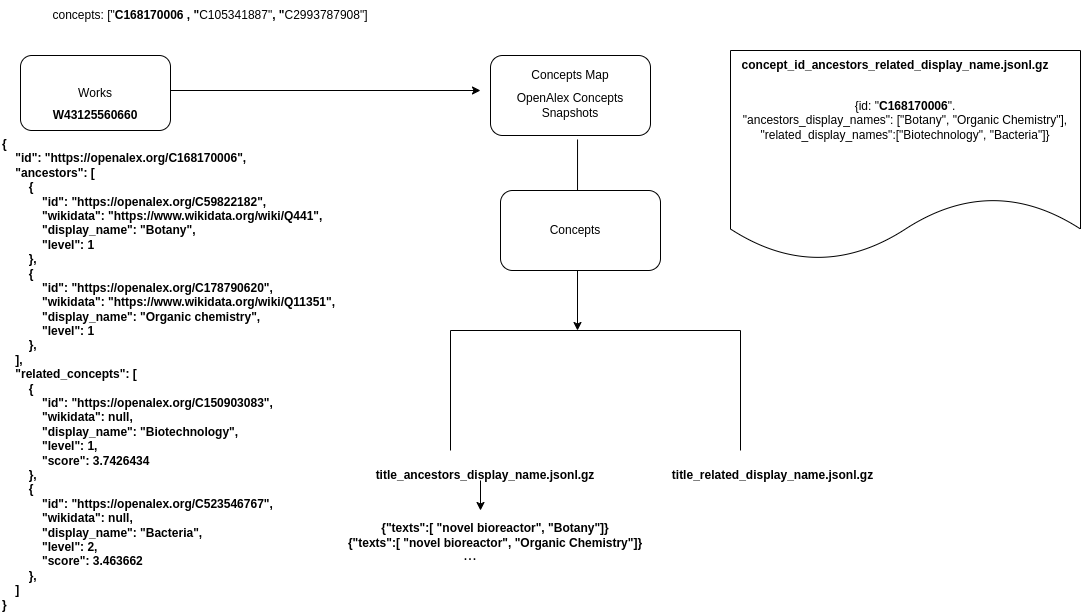 concepts: ["C168170006 , "C105341887", "C2993787908"]
Works
W43125560660
Concepts Map
OpenAlex Concepts
Snapshots
concept_id_ancestors_related_display_name.jsonl.gz
{id: "C168170006".
"ancestors_display_names": ["Botany", "Organic Chemistry"],
"related_display_names":["Biotechnology", "Bacteria"]}
{
"id": "https://openalex.org/C168170006",
"ancestors": [
{
"id": "https://openalex.org/C59822182",
"wikidata": "https://www.wikidata.org/wiki/Q441",
"display_name": "Botany",
"level": 1
},
{
"id": "https://openalex.org/C178790620",
"wikidata": "https://www.wikidata.org/wiki/Q11351",
"display_name": "Organic chemistry",
"level": 1
},
],
"related_concepts": [
{
"id": "https://openalex.org/C150903083",
"wikidata": null,
"display_name": "Biotechnology",
"level": 1,
"score": 3.7426434
},
{
"id": "https://openalex.org/C523546767",
"wikidata": null,
"display_name": "Bacteria",
"level": 2,
"score": 3.463662
},
]
}
Concepts
title_ancestors_display_name.jsonl.gz
title_related_display_name.jsonl.gz
{"texts":[ "novel bioreactor", "Botany"]}
{"texts":[ "novel bioreactor", "Organic Chemistry"]}
...